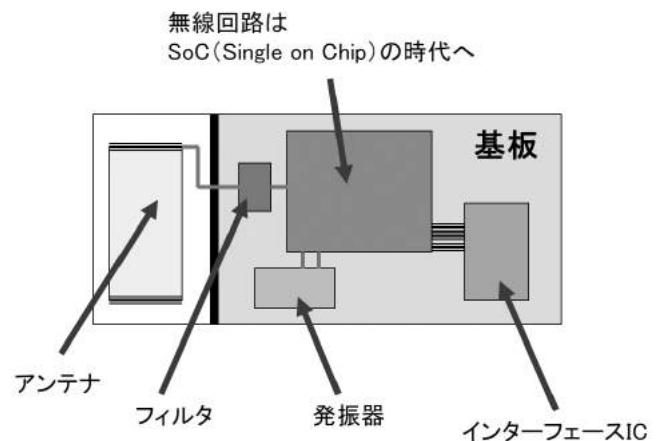 無線回路は
SoC(Single on Chip)の時代へ
基板
アンテナ
フィルタ
発振器
インターフェースIC